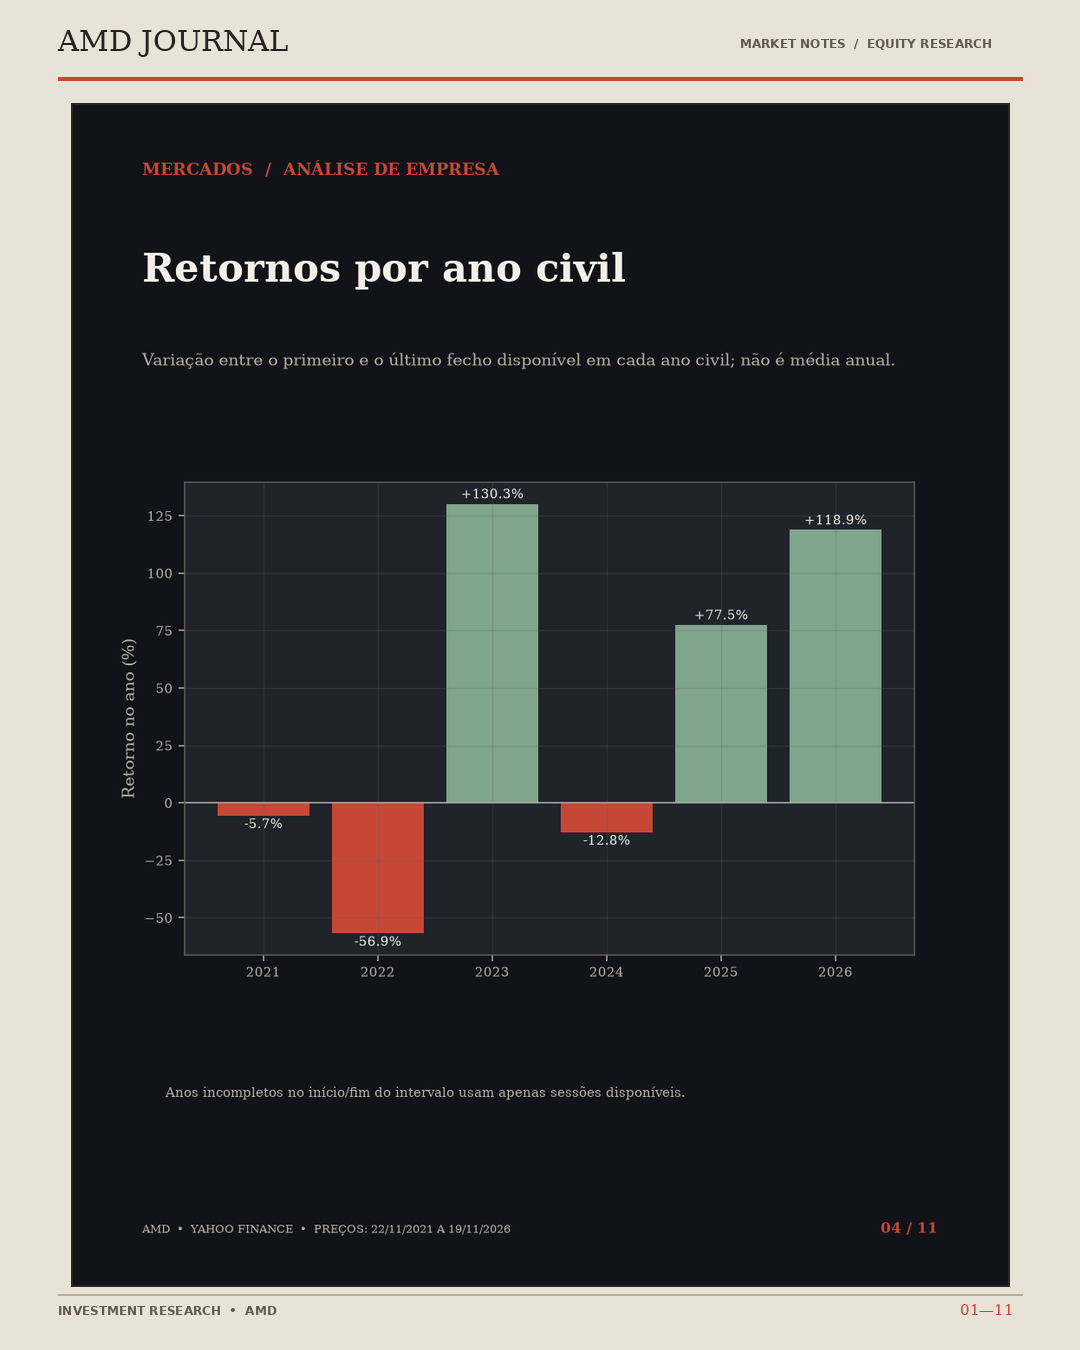 AMD JOURNAL
MARKET NOTES / EQUITY RESEARCH
MERCADOS / ANÁLISE DE EMPRESA
Retornos por ano civil
Variação entre o primeiro e o último fecho disponível em cada ano civil; não é média anual.
Retorno no ano (%)
125
100
75
50
25
0
−25
−50
+130.3%
+118.9%
+77.5%
-5.7%
-12.8%
-56.9%
2021
2022
2023
2024
2025
2026
Anos incompletos no início/fim do intervalo usam apenas sessões disponíveis.
AMD • YAHOO FINANCE • PREÇOS: 22/11/2021 A 19/11/2026
04 / 11
INVESTMENT RESEARCH • AMD
01—11